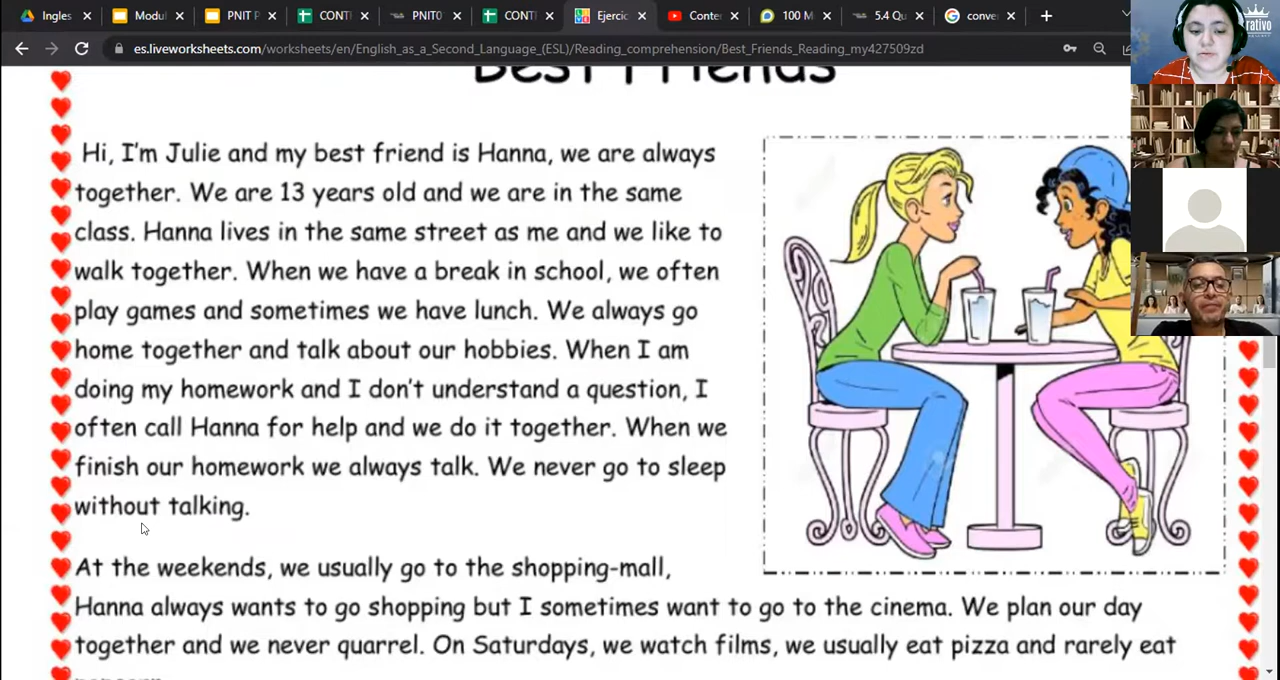 Ingles
Modul
PNIT P
CONTI
PNIT0
CONT
Ejercic
Conter
100 M
5.4 Qu
conve
es.liveworksheets.com/worksheets/en/English_as_a_Second_Language_(ESL)/Reading_comprehension/Best_Friends_Reading_my427509zd
rativo
Best Friends
Hi, I'm Julie and my best friend is Hanna, we are always
together. We are 13 years old and we are in the same
class. Hanna lives in the same street as me and we like to
walk together. When we have a break in school, we often
play games and sometimes we have lunch. We always go
home together and talk about our hobbies. When I am
doing my homework and I don't understand a question, I
often call Hanna for help and we do it together. When we
finish our homework we always talk. We never go to sleep
without talking.
At the weekends, we usually go to the shopping-mall,
Hanna always wants to go shopping but I sometimes want to go to the cinema. We plan our day
together and we never quarrel. On Saturdays, we watch films, we usually eat pizza and rarely eat